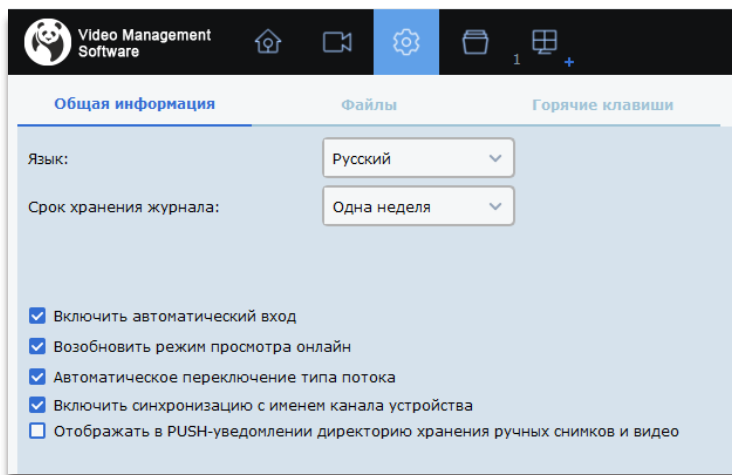 Video Management
Software
1
+
Общая информация
Файлы
Горячие клавиши
Язык:
Русский
Срок хранения журнала:
Одна неделя
Включить автоматический вход
Возобновить режим просмотра онлайн
Автоматическое переключение типа потока
Включить синхронизацию с именем канала устройства
Отображать в PUSH-уведомлении директорию хранения ручных снимков и видео